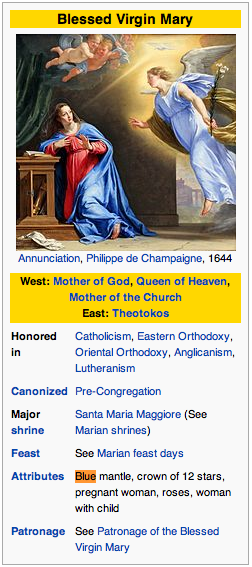 Blessed Virgin Mary
Annunciation, Philippe de Champaigne, 1644
West: Mother of God, Queen of Heaven,
Mother of the Church
East: Theotokos
Honored in Catholicism, Eastern Orthodoxy,
Oriental Orthodoxy, Anglicanism,
Lutheranism
Canonized Pre-Congregation
Major shrine Santa Maria Maggiore (See
Marian shrines)
Feast See Marian feast days
Attributes Blue mantle, crown of 12 stars,
pregnant woman, roses, woman
with child
Patronage See Patronage of the Blessed
Virgin Mary